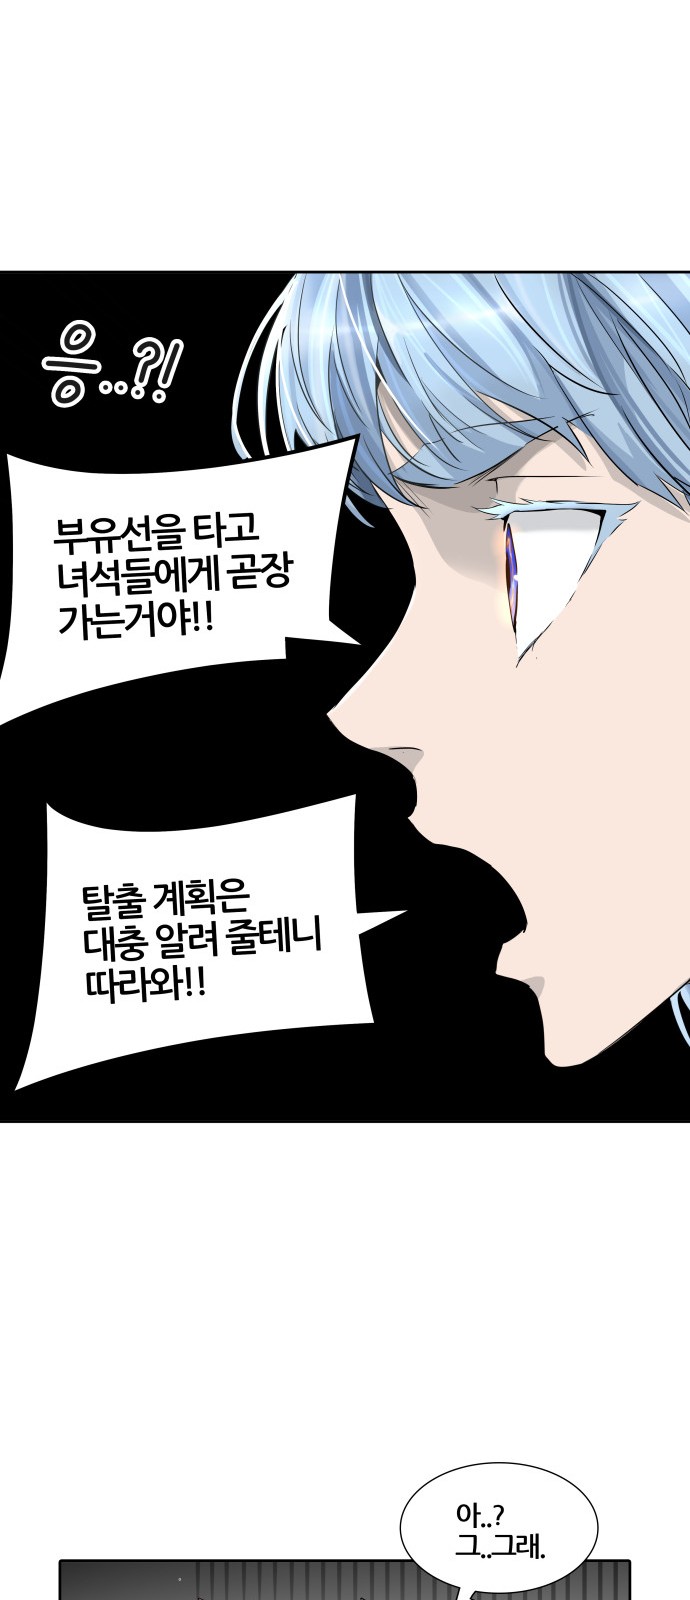 응..?!
부유선을 타고
녀석들에게 곧장
가는거야!!
탈출 계획은
대충 알려 줄테니
따라와!!
아..?
그..그래.